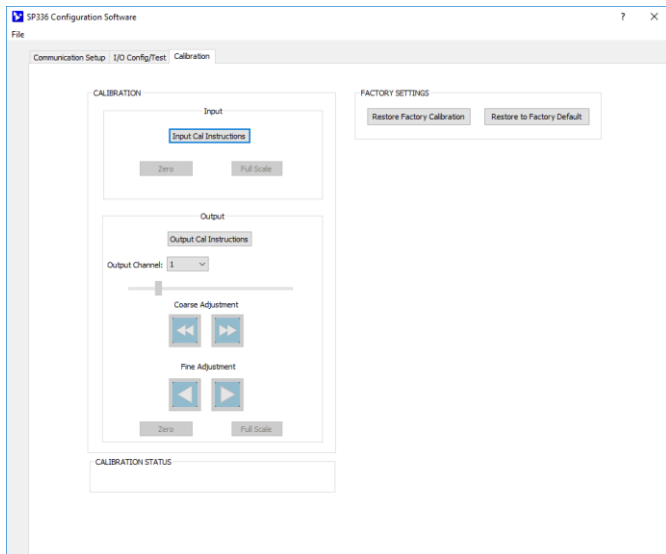 SP336 Configuration Software
File
Communication Setup I/O Config/Test Calibration
CALIBRATION
Input
Input Cal Instructions
Zero Full Scale
Output
Output Cal Instructions
Output Channel: 1
Coarse Adjustment
Fine Adjustment
Zero Full Scale
CALIBRATION STATUS
FACTORY SETTINGS
Restore Factory Calibration Restore to Factory Default